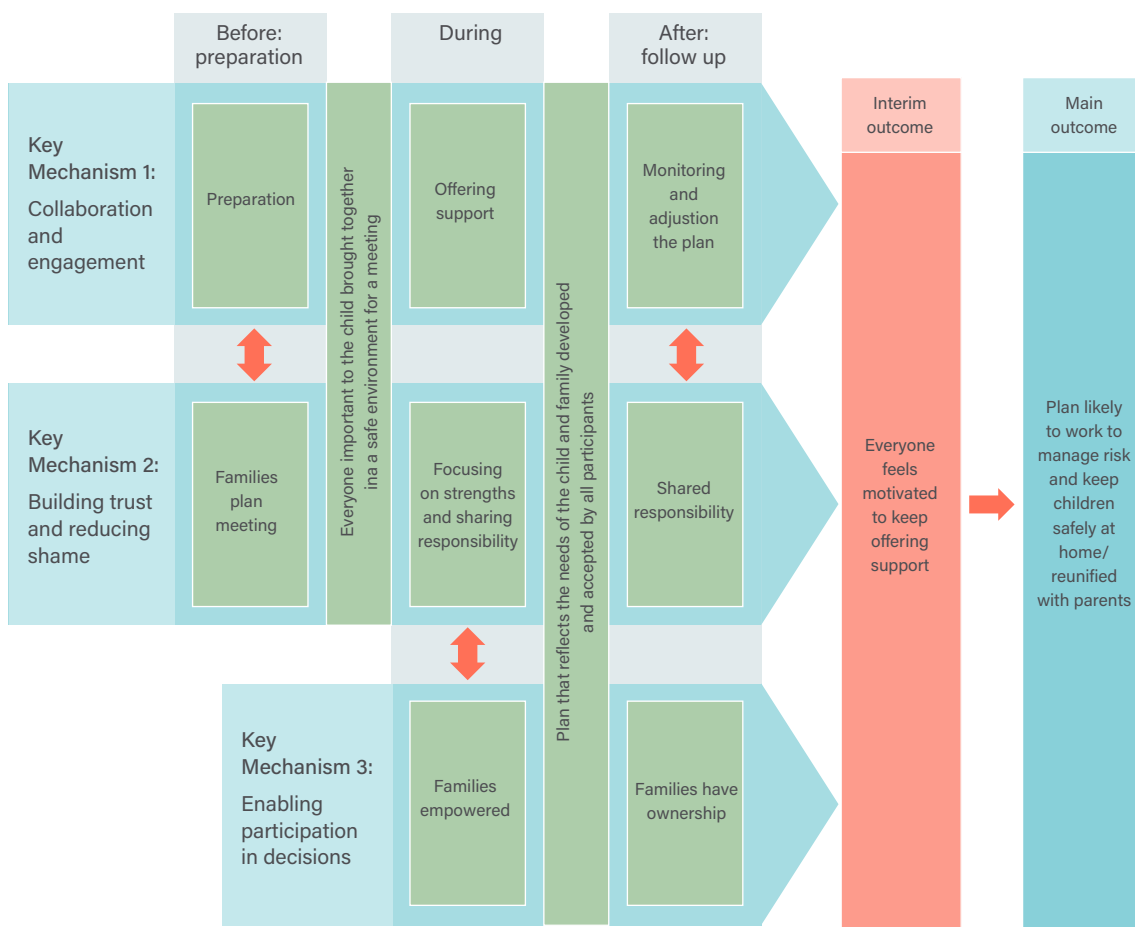 Before:
preparation
During
After:
follow up
Interim
outcome
Main
outcome
Key
Mechanism 1:
Collaboration
and
engagement
Preparation
Everyone important to the child brought together
ina a safe environment for a meeting
Offering
support
Plan that reflects the needs of the child and family developed
and accepted by all participants
Monitoring
and
adjustion
the plan
Key
Mechanism 2:
Building trust
and reducing
shame
Families
plan
meeting
Focusing
on strengths
and sharing
responsibility
Shared
responsibility
Everyone
feels
motivated
to keep
offering
support
Plan likely
to work to
manage risk
and keep
children
safely at
home/
reunified
with parents
Key
Mechanism 3:
Enabling
participation
in decisions
Families
empowered
Families have
ownership